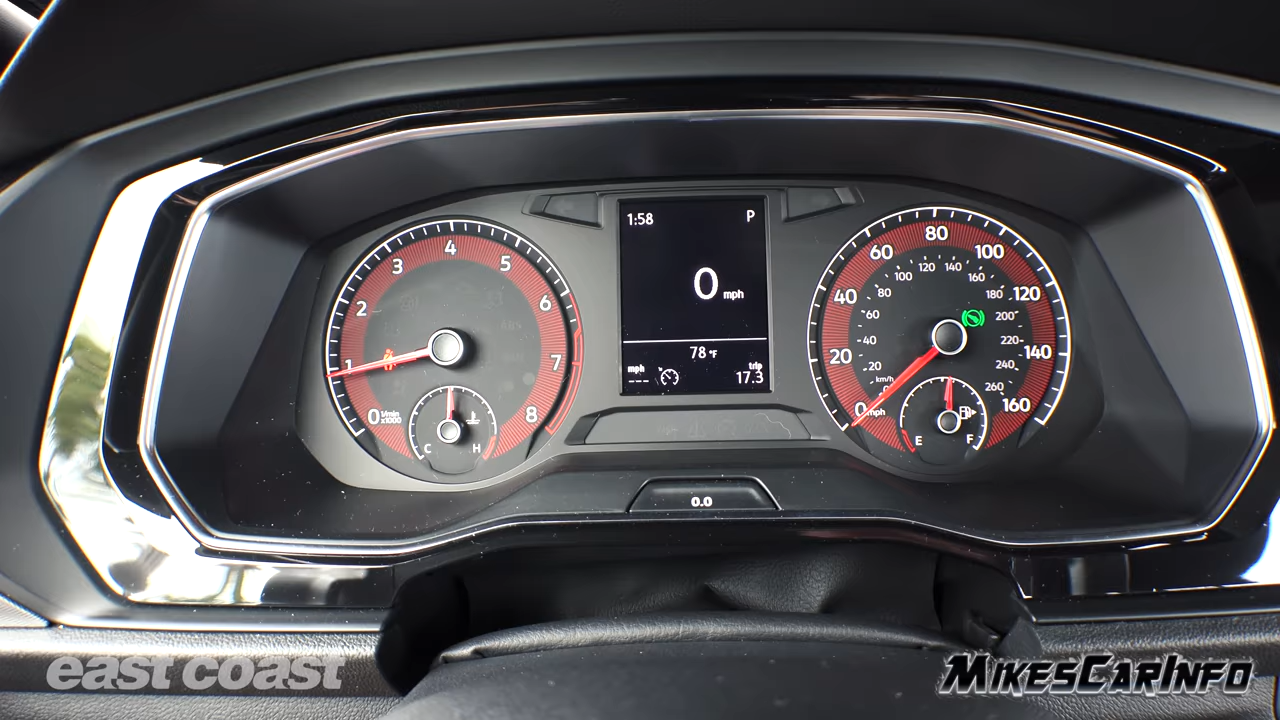 1:58 P
0 mph
78 °F
mph trip
--- 17.3
0 1 2 3 4 5 6 7 8
1/min
x1000
C H
0 20 40 60 80 100 120 140 160
mph
20 40 60 80 100 120 140 160 180 200 220 240 260
km/h
E F
0.0
east coast
MIKESCARINFO